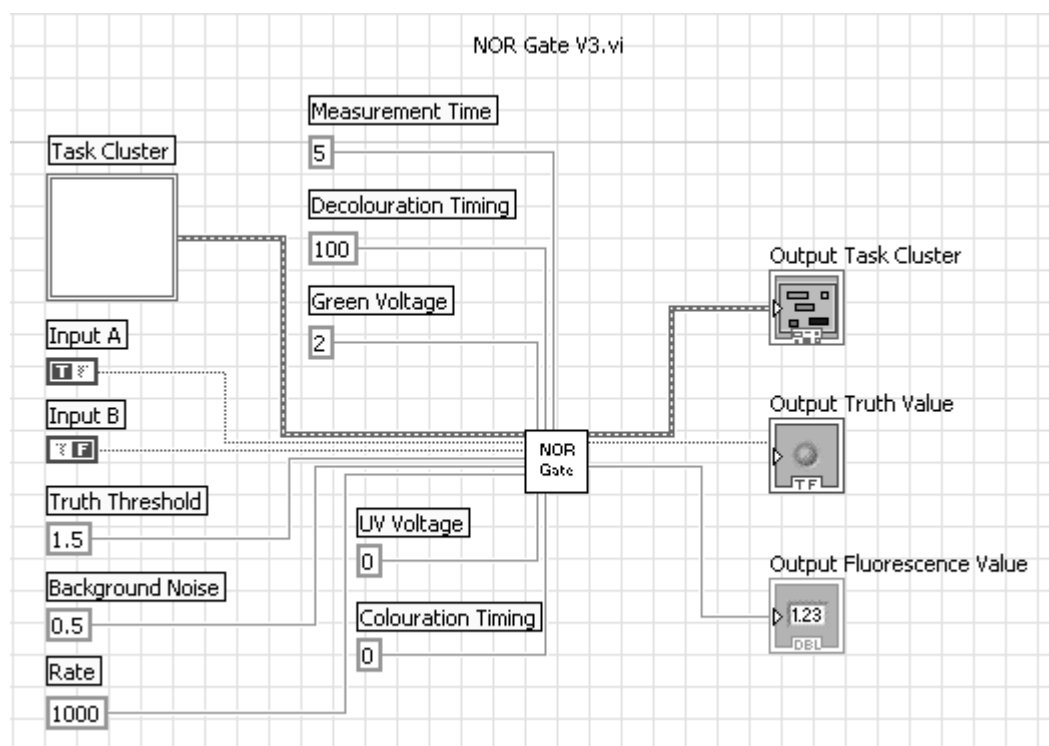 NOR Gate V3.vi
Measurement Time
5
Task Cluster
Decolouration Timing
100
Green Voltage
2
Output Task Cluster
Input A
T
Input B
F
NOR
Gate
Output Truth Value
TF
Truth Threshold
1.5
UV Voltage
0
Background Noise
0.5
Colouration Timing
0
Output Fluorescence Value
1.23
DBL
Rate
1000